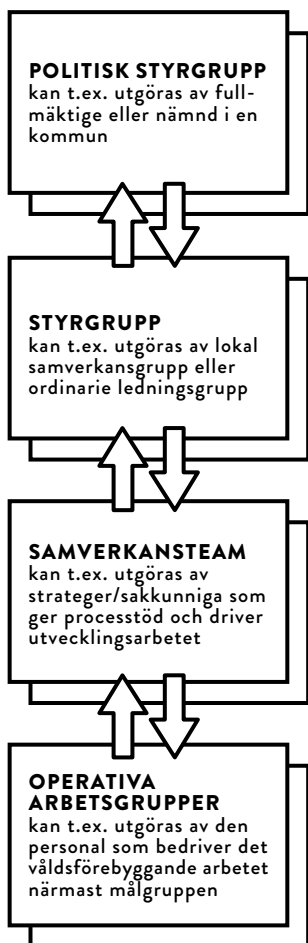 POLITISK STYRGRUPP
kan t.ex. utgöras av full-
mäktige eller nämnd i en
kommun
STYRGRUPP
kan t.ex. utgöras av lokal
samverkansgrupp eller
ordinarie ledningsgrupp
SAMVERKANSTEAM
kan t.ex. utgöras av
strateger/sakkunniga som
ger processtöd och driver
utvecklingsarbetet
OPERATIVA
ARBETSGRUPPER
kan t.ex. utgöras av den
personal som bedriver det
våldsförebyggande arbetet
närmast målgruppen